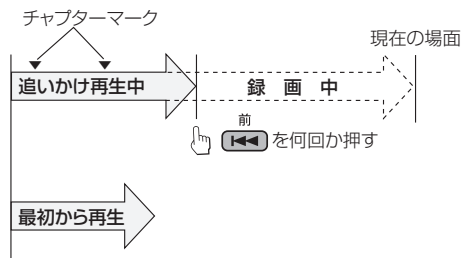 チャプターマーク
現在の場面
追いかけ再生中
録画中
前
を何回か押す
最初から再生